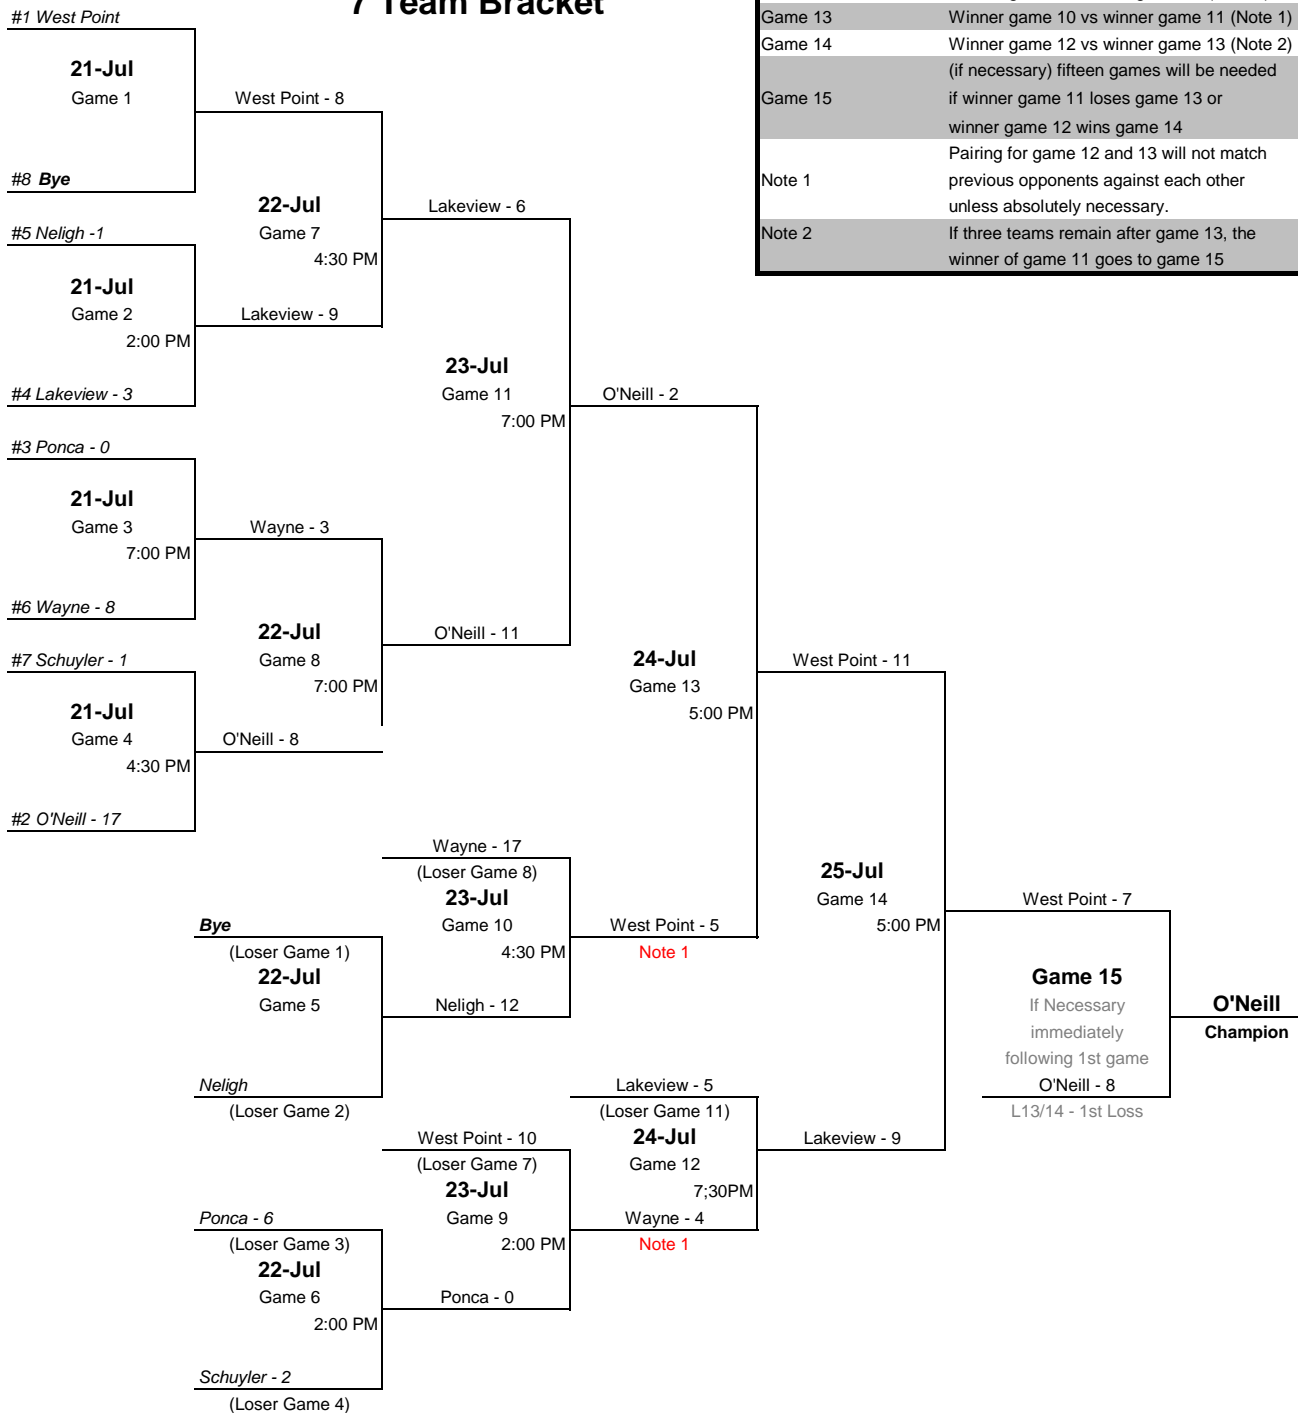 7 Team Bracket
#1 West Point
21-Jul
Game 1
West Point - 8
#8 Bye
22-Jul
Game 7
4:30 PM
Lakeview - 6
#5 Neligh -1
21-Jul
Game 2
2:00 PM
Lakeview - 9
#4 Lakeview - 3
23-Jul
Game 11
7:00 PM
O'Neill - 2
#3 Ponca - 0
21-Jul
Game 3
7:00 PM
Wayne - 3
#6 Wayne - 8
22-Jul
Game 8
7:00 PM
O'Neill - 11
#7 Schuyler - 1
21-Jul
Game 4
4:30 PM
O'Neill - 8
#2 O'Neill - 17
24-Jul
Game 13
5:00 PM
West Point - 11
Wayne - 17
(Loser Game 8)
23-Jul
Game 10
4:30 PM
West Point - 5
Note 1
Bye
(Loser Game 1)
22-Jul
Game 5
Neligh - 12
Neligh
(Loser Game 2)
25-Jul
Game 14
5:00 PM
West Point - 7
Game 15
If Necessary
immediately
following 1st game
O'Neill - 8
L13/14 - 1st Loss
O'Neill
Champion
Lakeview - 5
(Loser Game 11)
24-Jul
Game 12
7;30PM
Lakeview - 9
West Point - 10
(Loser Game 7)
23-Jul
Game 9
2:00 PM
Wayne - 4
Note 1
Ponca - 6
(Loser Game 3)
22-Jul
Game 6
2:00 PM
Ponca - 0
Schuyler - 2
(Loser Game 4)
Game 13 Winner game 10 vs winner game 11 (Note 1)
Game 14 Winner game 12 vs winner game 13 (Note 2)
(if necessary) fifteen games will be needed
Game 15 if winner game 11 loses game 13 or
winner game 12 wins game 14
Pairing for game 12 and 13 will not match
Note 1 previous opponents against each other
unless absolutely necessary.
Note 2 If three teams remain after game 13, the
winner of game 11 goes to game 15